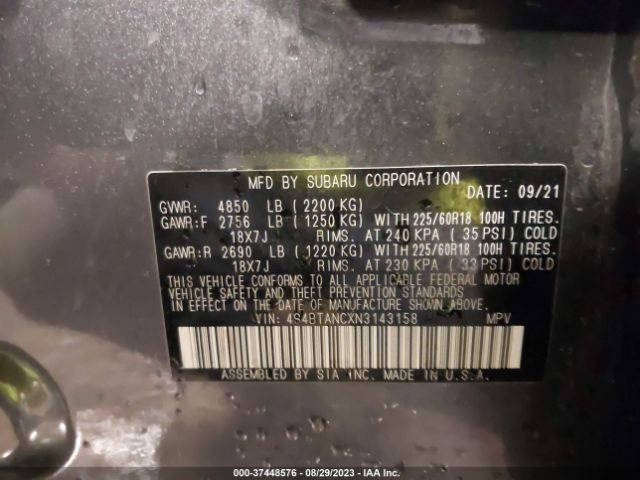 MFD BY SUBARU CORPORATION
DATE: 09/21
GVWR: 4850 LB ( 2200 KG)
GAWR:F 2756 LB ( 1250 KG) WITH 225/60R18 100H TIRES.
18X7J RIMS. AT 240 KPA ( 35 PSI) COLD
GAWR:R 2690 LB ( 1220 KG) WITH 225/60R18 100H TIRES.
18X7J RIMS. AT 230 KPA ( 33 PSI) COLD
THIS VEHICLE CONFORMS TO ALL APPLICABLE FEDERAL MOTOR
VEHICLE SAFETY AND THEFT PREVENTION STANDARDS
IN EFFECT ON THE DATE OF MANUFACTURE SHOWN ABOVE.
VIN: 4S4BTANCXN3143158 MPV
ASSEMBLED BY SIA INC. MADE IN U.S.A.
000-37448576 • 08/29/2023 • IAAI.COM